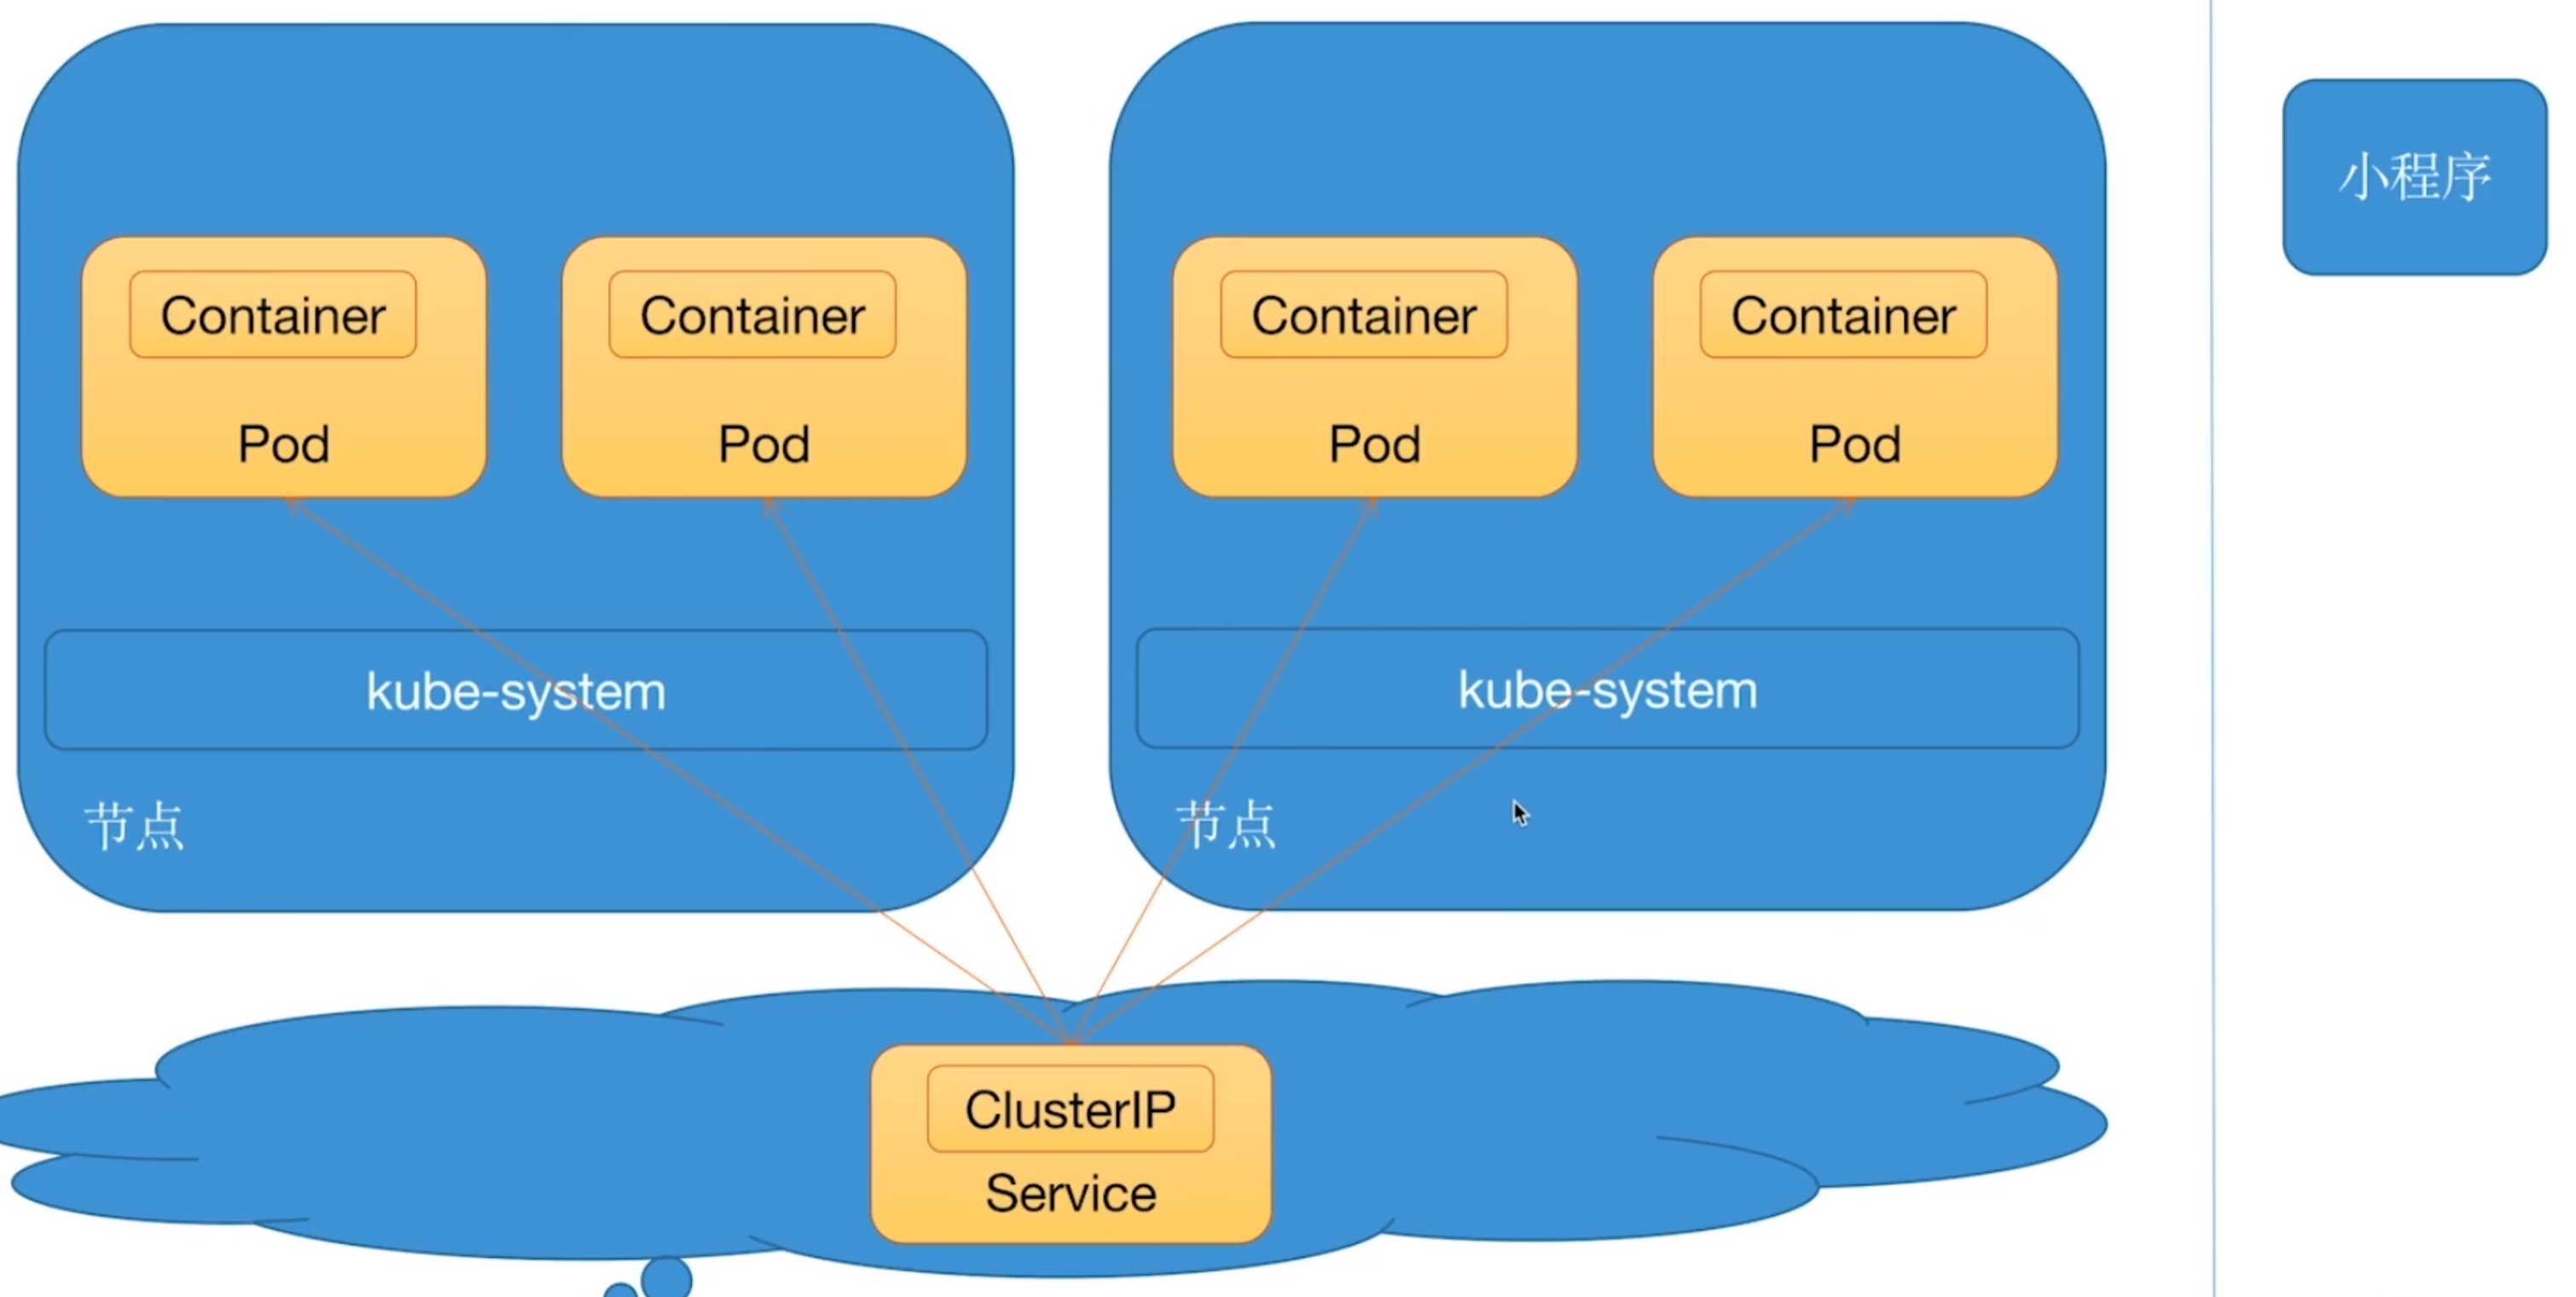 Container
Pod
Container
Pod
kube-system
节点
Container
Pod
Container
Pod
kube-system
节点
小程序
ClusterIP
Service